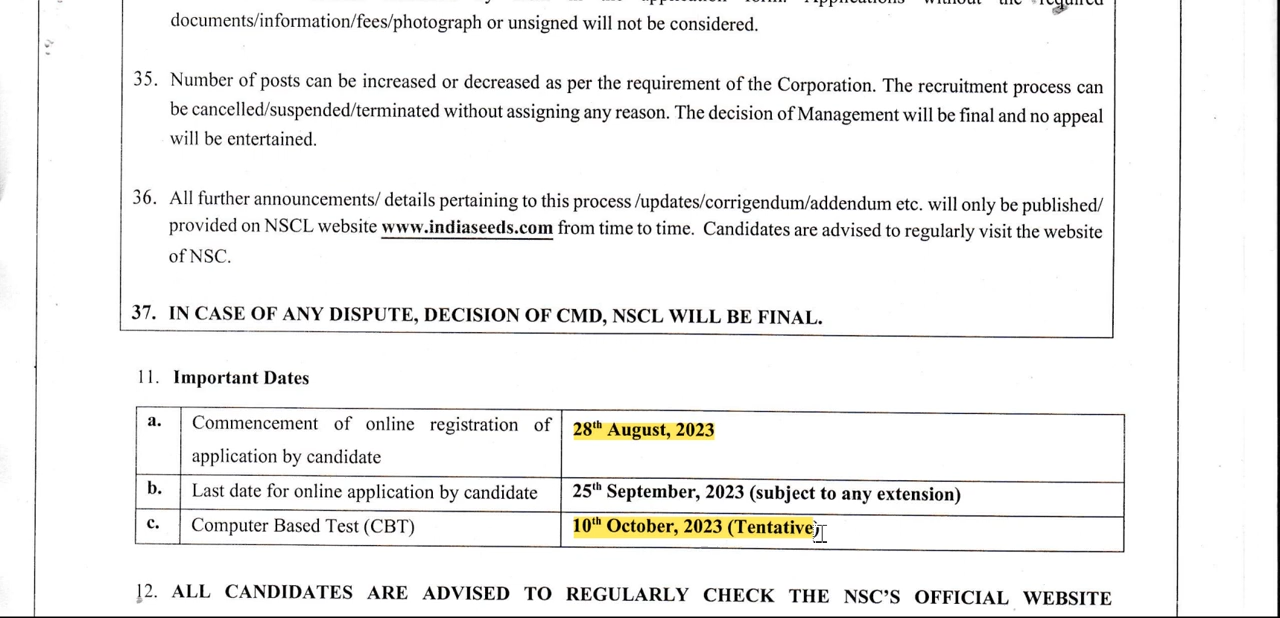 documents/information/fees/photograph or unsigned will not be considered.
35. Number of posts can be increased or decreased as per the requirement of the Corporation. The recruitment process can
be cancelled/suspended/terminated without assigning any reason. The decision of Management will be final and no appeal
will be entertained.
36. All further announcements/ details pertaining to this process /updates/corrigendum/addendum etc. will only be published/
provided on NSCL website www.indiaseeds.com from time to time. Candidates are advised to regularly visit the website
of NSC.
37. IN CASE OF ANY DISPUTE, DECISION OF CMD, NSCL WILL BE FINAL.
11. Important Dates
a. Commencement of online registration of 28th August, 2023
application by candidate
b. Last date for online application by candidate 25th September, 2023 (subject to any extension)
c. Computer Based Test (CBT) 10th October, 2023 (Tentative)
12. ALL CANDIDATES ARE ADVISED TO REGULARLY CHECK THE NSC'S OFFICIAL WEBSITE